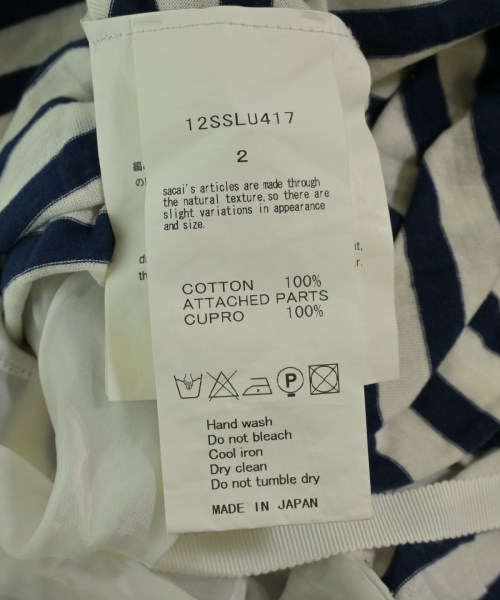 12SSLU417
2
sacai's articles are made through
the natural texture, so there are
slight variations in appearance
and size.
COTTON 100%
ATTACHED PARTS
CUPRO 100%
P
Hand wash
Do not bleach
Cool iron
Dry clean
Do not tumble dry
MADE IN JAPAN